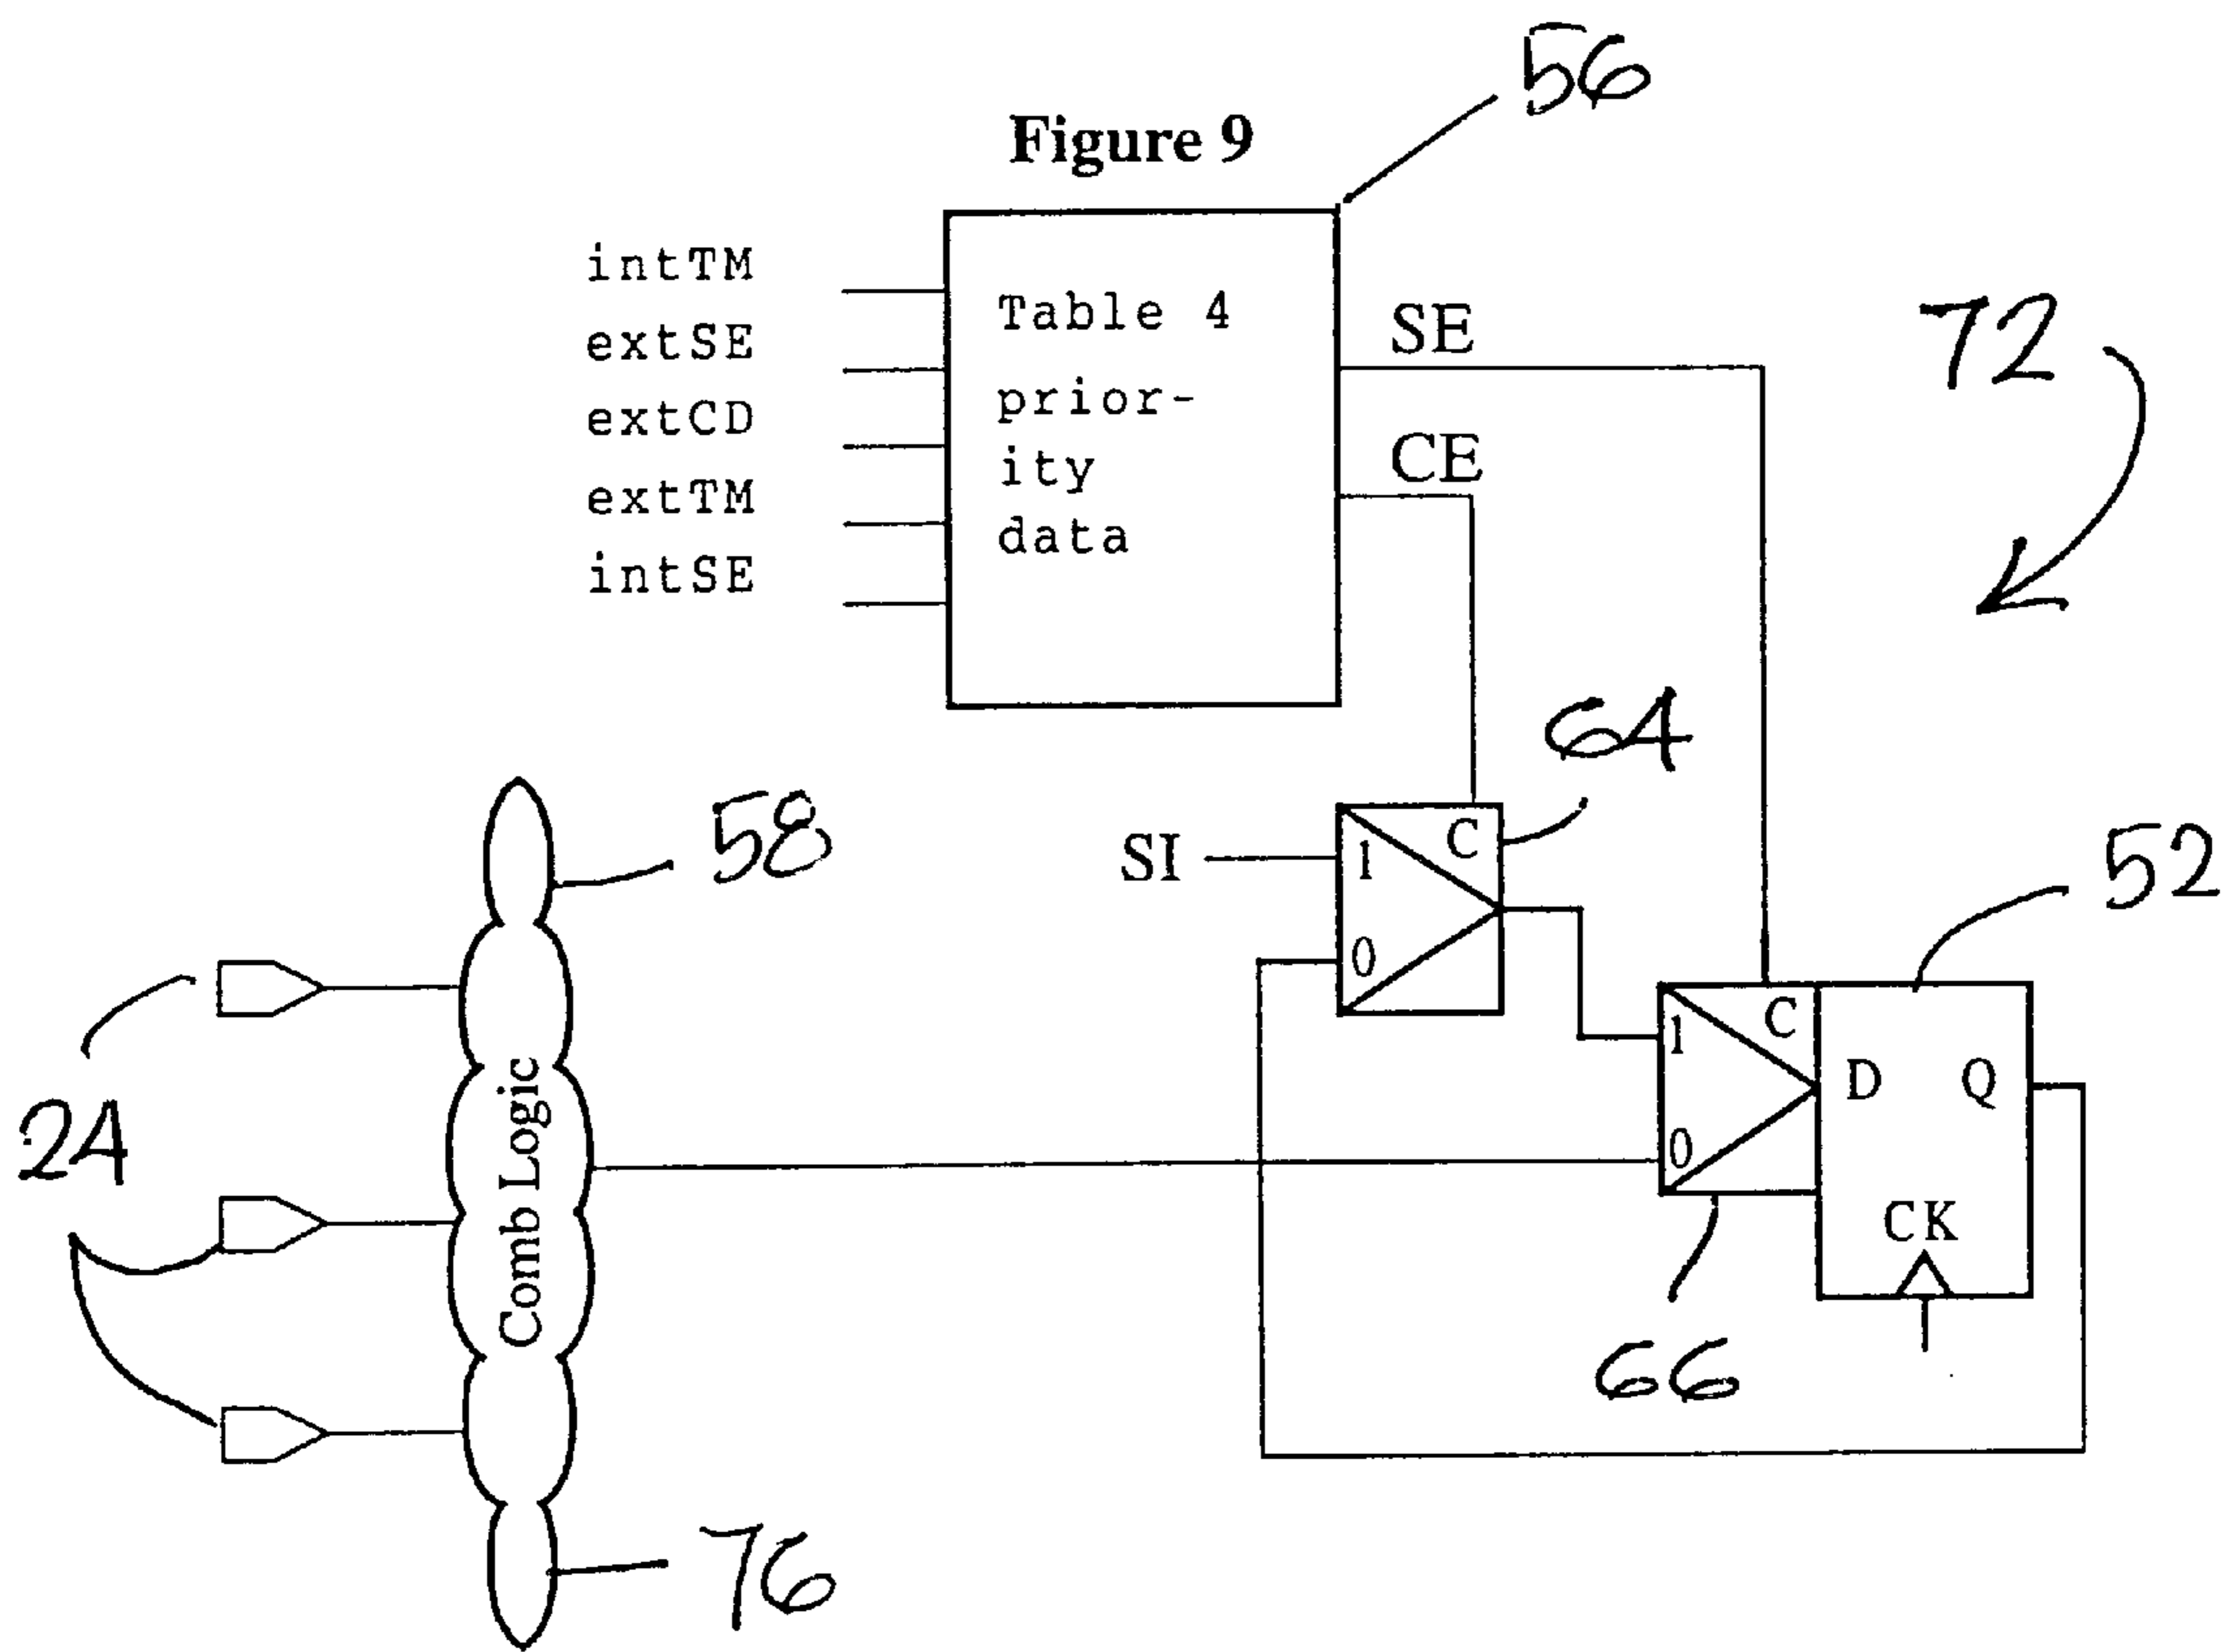 56
Figure 9
intTM
extSE
extCD
extTM
intSE
Table 4
prior-
ity
data
SE
CE
72
64
58
SI
1
C
0
52
24
Comb Logic
1
C
0
D
Q
CK
66
76